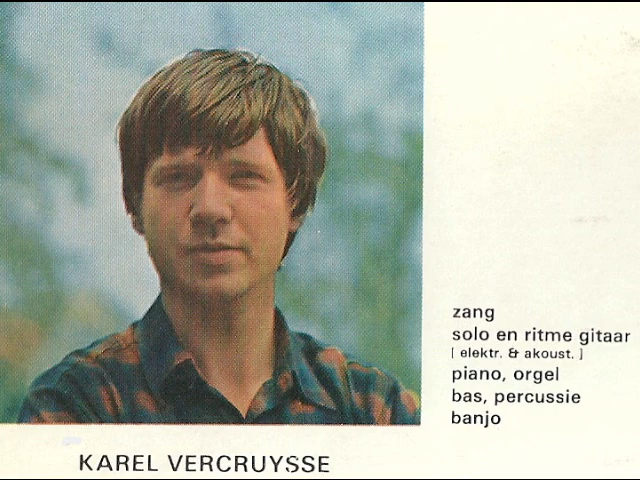 zang
solo en ritme gitaar
[ elektr. & akoust. ]
piano, orgel
bas, percussie
banjo
KAREL VERCRUYSSE